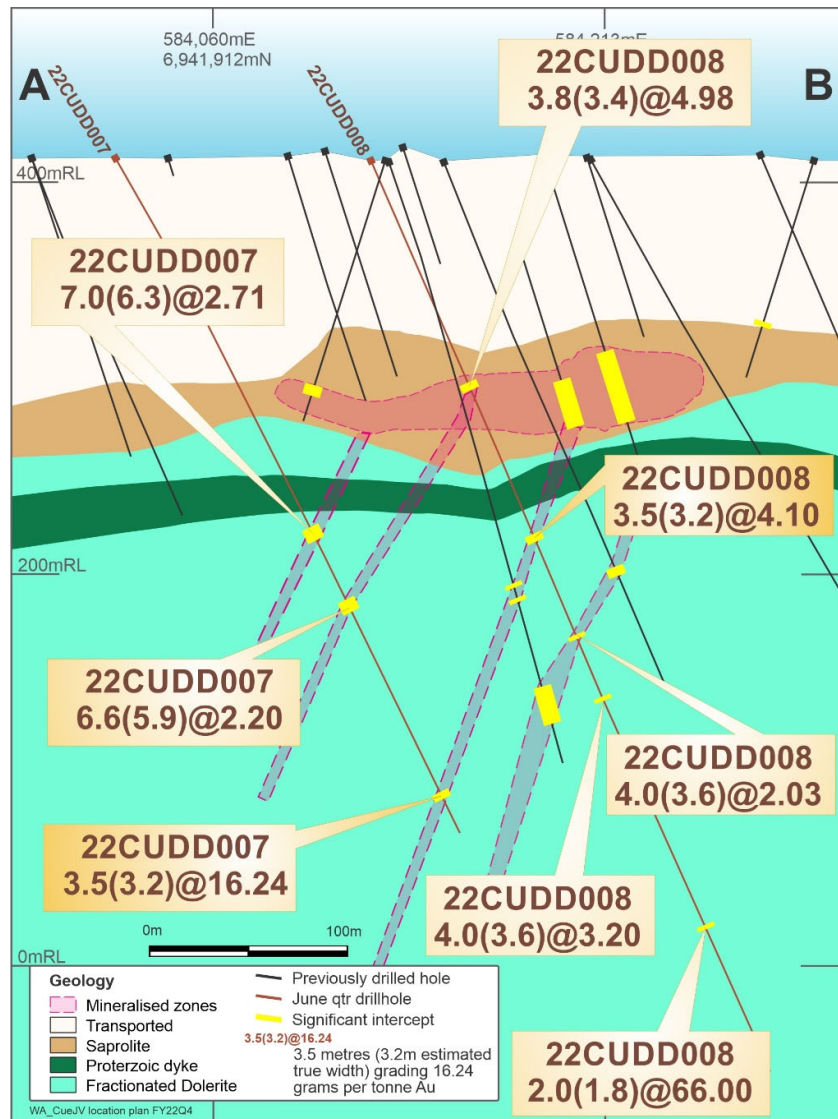 584,060mE
6,941,912mN
584,213mE
A
B
22CUDD007
22CUDD008
22CUDD008
3.8(3.4)@4.98
400mRL
22CUDD007
7.0(6.3)@2.71
22CUDD008
3.5(3.2)@4.10
200mRL
22CUDD007
6.6(5.9)@2.20
22CUDD008
4.0(3.6)@2.03
22CUDD007
3.5(3.2)@16.24
22CUDD008
4.0(3.6)@3.20
0m
100m
0mRL
22CUDD008
2.0(1.8)@66.00
Geology
Mineralised zones
Transported
Saprolite
Proterzoic dyke
Fractionated Dolerite
Previously drilled hole
June qtr drillhole
Significant intercept
3.5(3.2)@16.24
3.5 metres (3.2m estimated
true width) grading 16.24
grams per tonne Au
WA_CueJV location plan FY22Q4